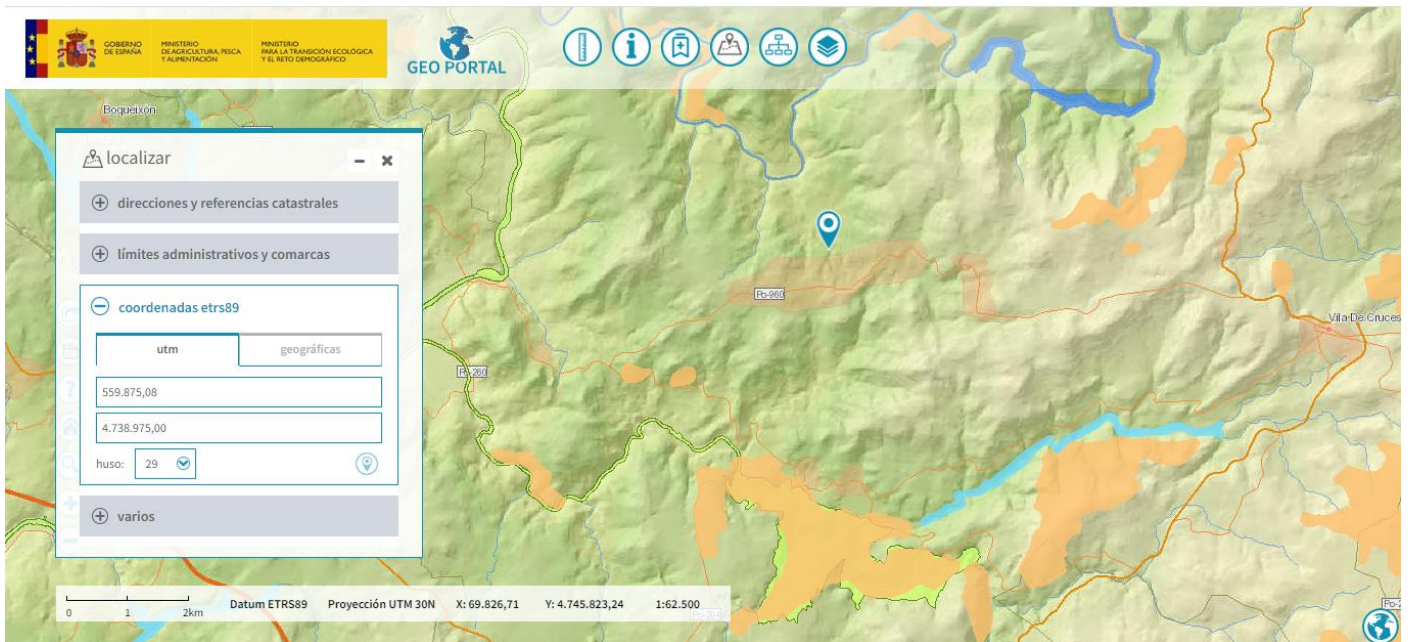 GOBIERNO
DE ESPAÑA
MINISTERIO
DE AGRICULTURA, PESCA
Y ALIMENTACIÓN
MINISTERIO
PARA LA TRANSICIÓN ECOLÓGICA
Y EL RETO DEMOGRÁFICO
GEO PORTAL
Boqueixón
localizar
direcciones y referencias catastrales
límites administrativos y comarcas
coordenadas etrs89
utm
geográficas
559.875,08
4.738.975,00
huso:
29
varios
Po-960
Villa De Cruces
0
1
2km
Datum ETRS89
Proyección UTM 30N
X: 69.826,71
Y: 4.745.823,24
1:62.500